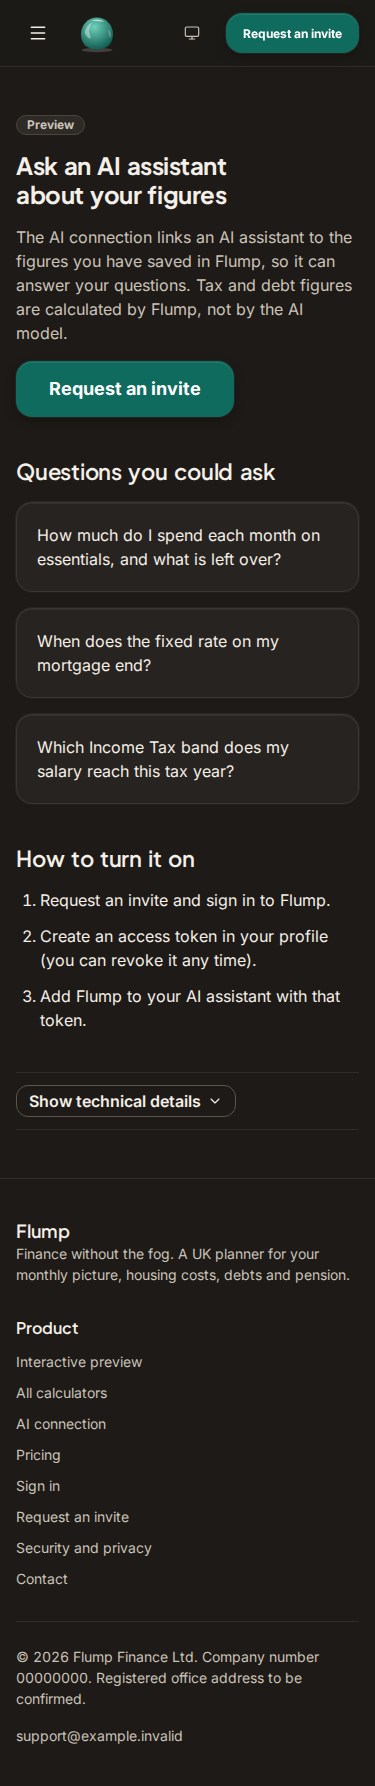 Request an invite
Preview
Ask an AI assistant
about your figures
The AI connection links an AI assistant to the
figures you have saved in Flump, so it can
answer your questions. Tax and debt figures
are calculated by Flump, not by the AI
model.
Request an invite
Questions you could ask
How much do I spend each month on
essentials, and what is left over?
When does the fixed rate on my
mortgage end?
Which Income Tax band does my
salary reach this tax year?
How to turn it on
1. Request an invite and sign in to Flump.
2. Create an access token in your profile
(you can revoke it any time).
3. Add Flump to your AI assistant with that
token.
Show technical details
Flump
Finance without the fog. A UK planner for your
monthly picture, housing costs, debts and pension.
Product
Interactive preview
All calculators
AI connection
Pricing
Sign in
Request an invite
Security and privacy
Contact
© 2026 Flump Finance Ltd. Company number
00000000. Registered office address to be
confirmed.
support@example.invalid